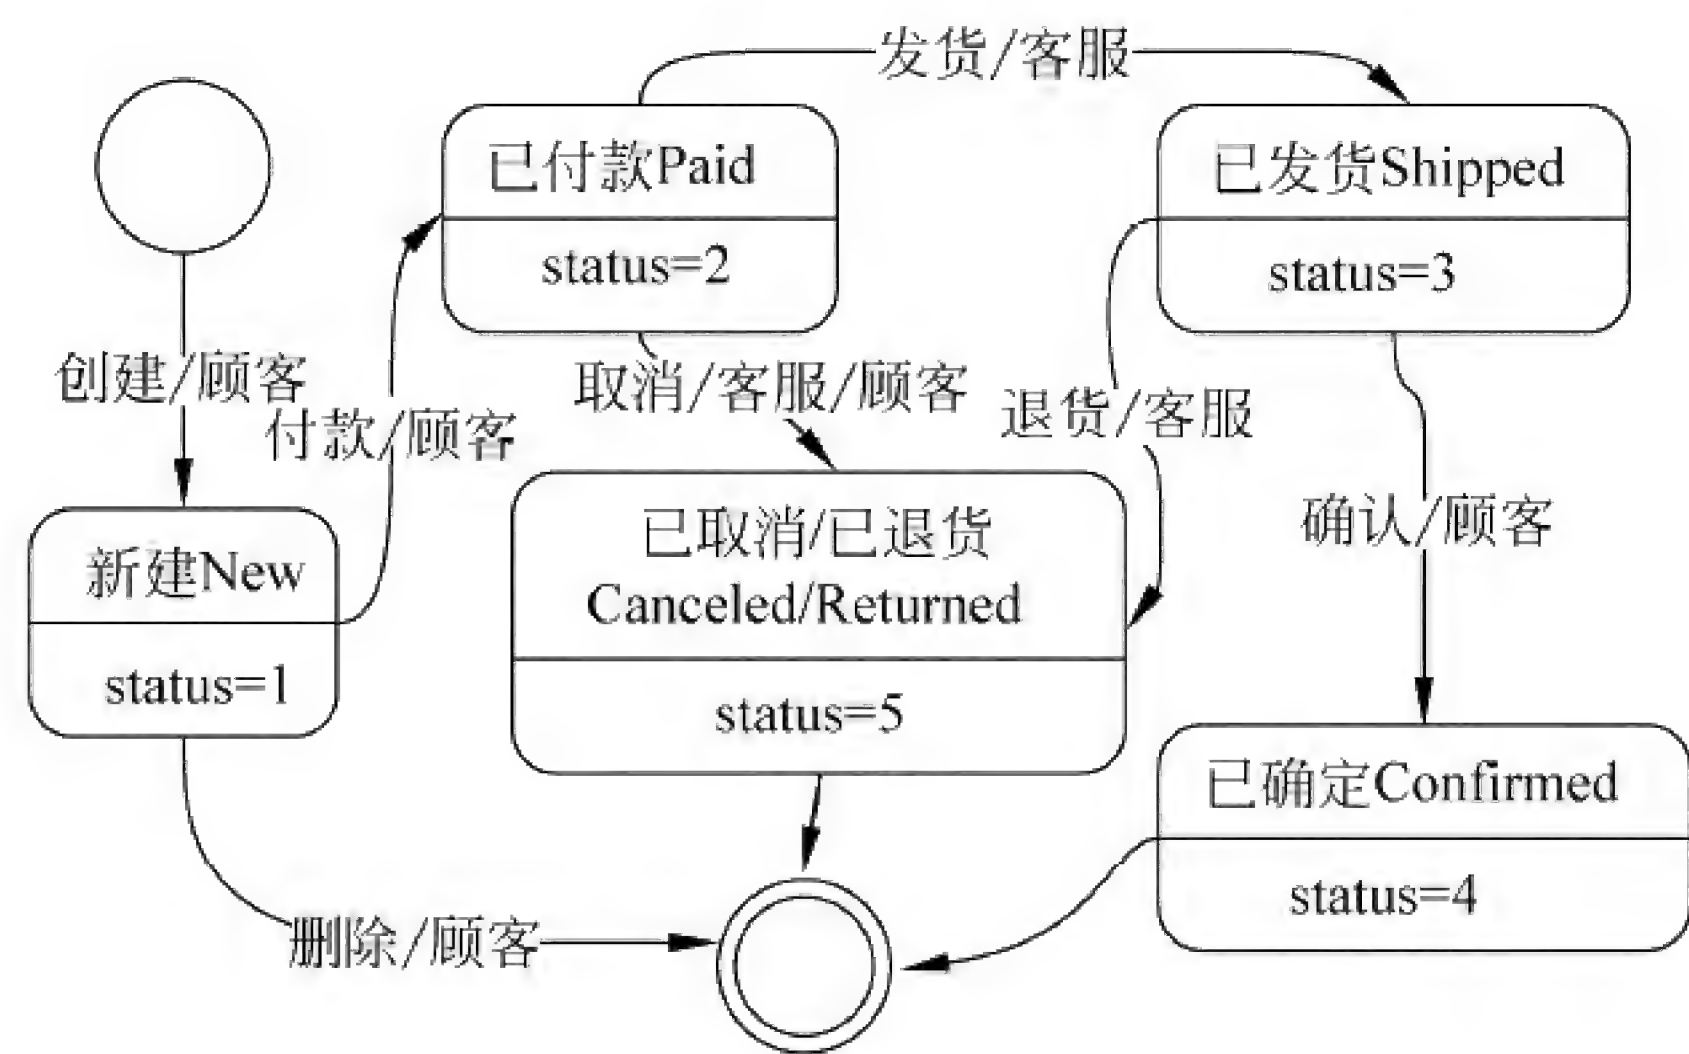 发货/客服
已付款Paid
status=2
已发货Shipped
status=3
创建/顾客
付款/顾客
取消/客服/顾客
退货/客服
新建New
status=1
已取消/已退货
Canceled/Returned
status=5
确认/顾客
已确定Confirmed
status=4
删除/顾客